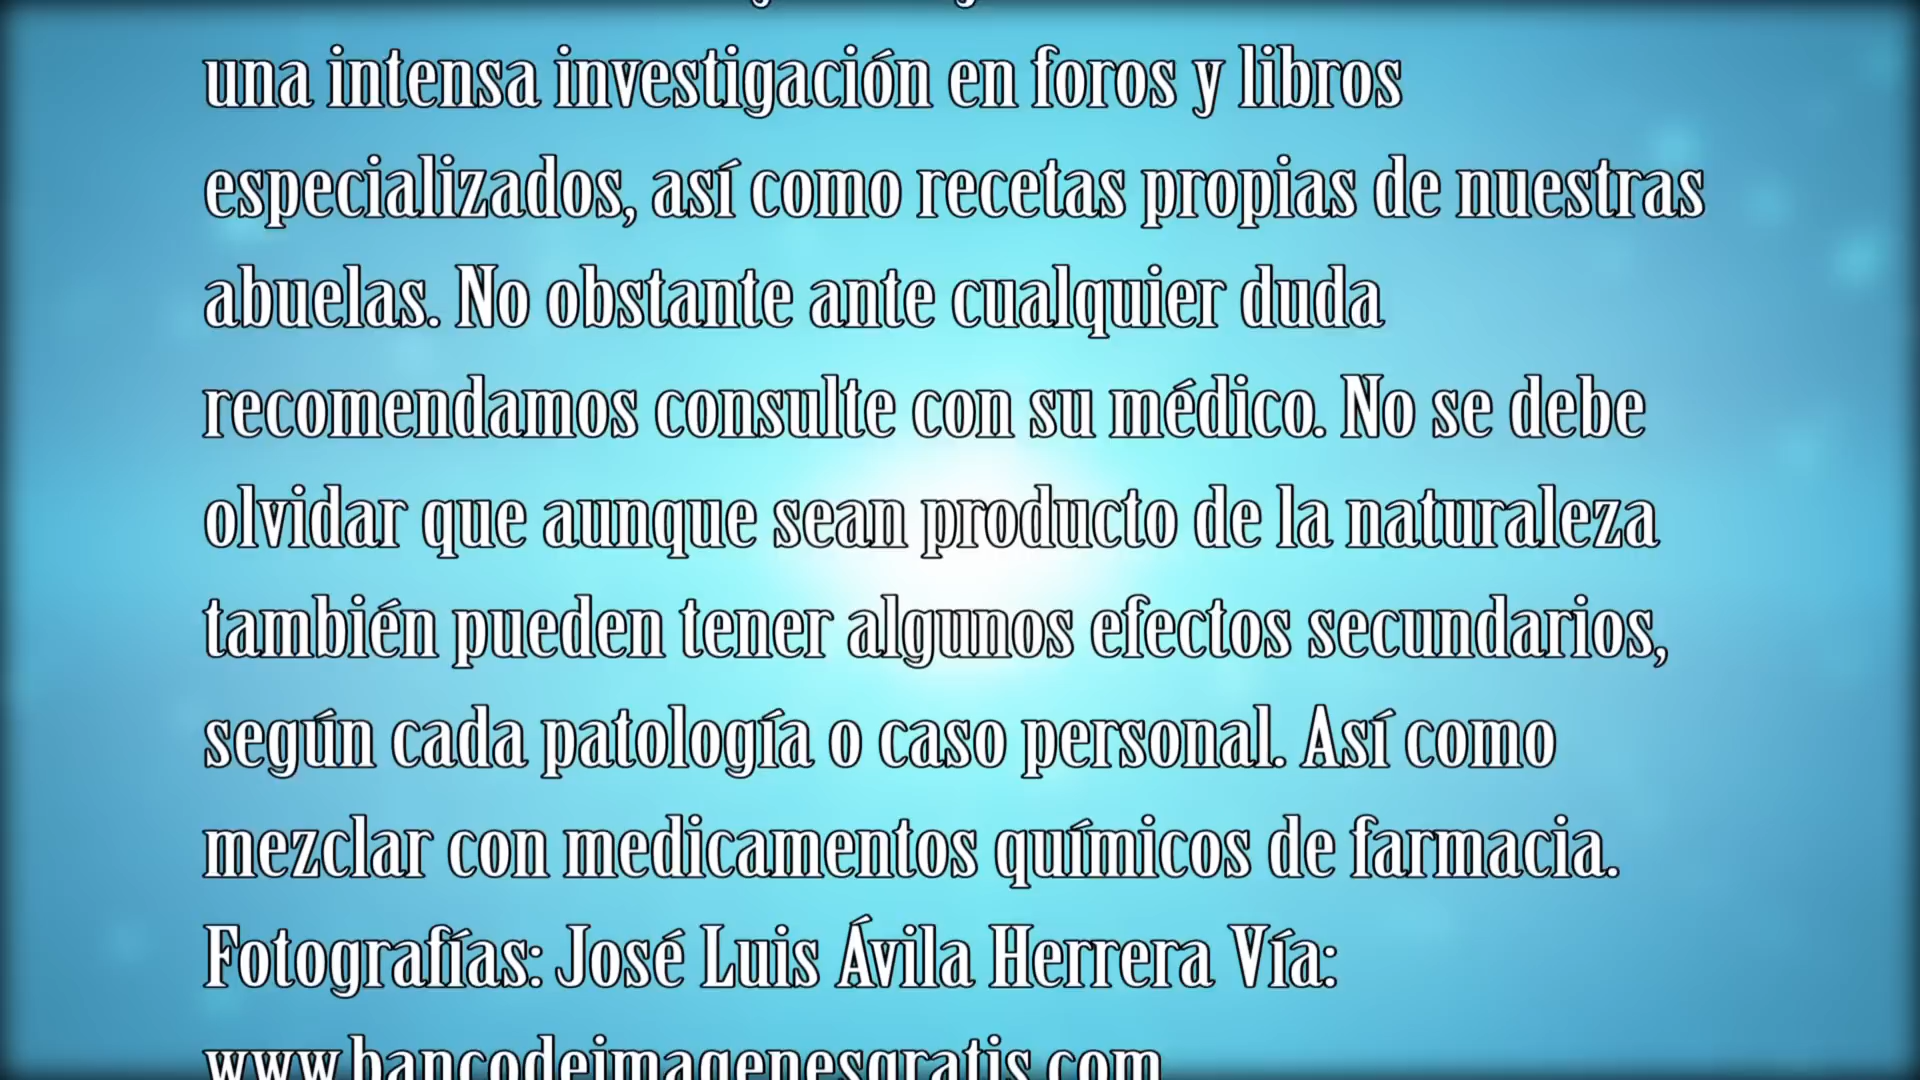 una intensa investigación en foros y libros
especializados, así como recetas propias de nuestras
abuelas. No obstante ante cualquier duda
recomendamos consulte con su médico. No se debe
olvidar que aunque sean producto de la naturaleza
también pueden tener algunos efectos secundarios,
según cada patología o caso personal. Así como
mezclar con medicamentos químicos de farmacia.
Fotografías: José Luis Ávila Herrera Vía:
www.bancodeimagenesgratis.com